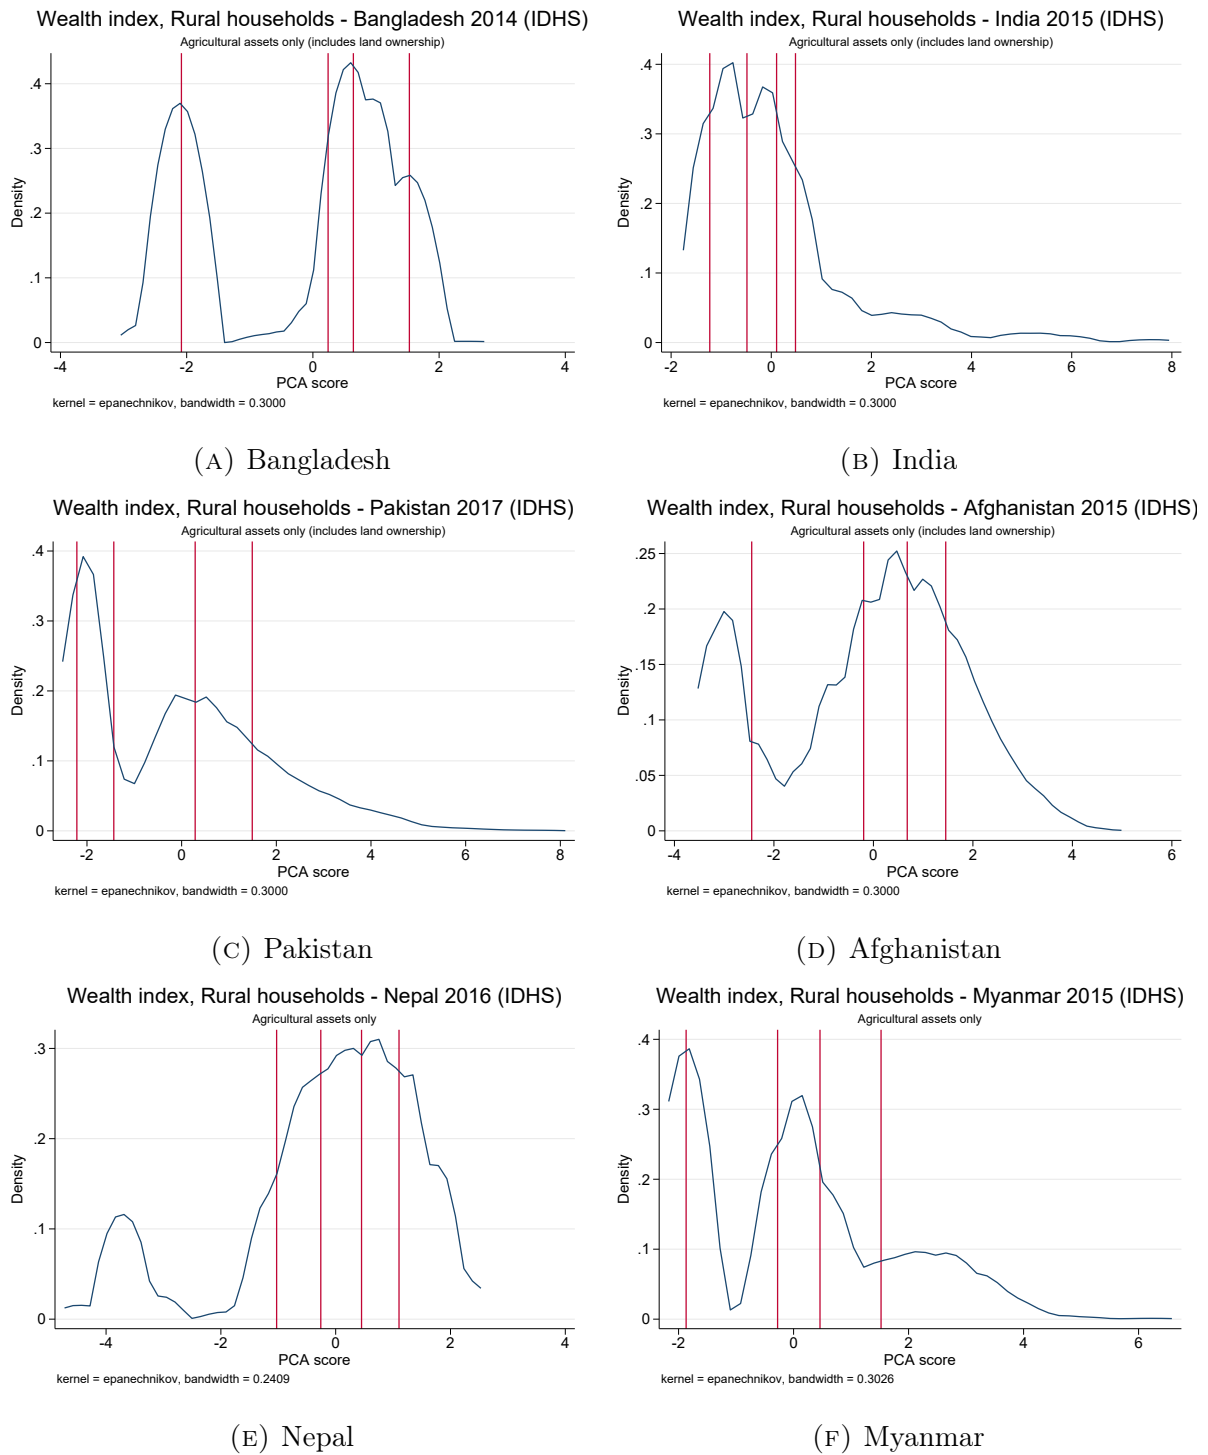 Wealth index, Rural households - Bangladesh 2014 (IDHS)
Agricultural assets only (includes land ownership)
Density
.4
.3
.2
.1
0
-4 -2 0 2 4
PCA score
kernel = epanechnikov, bandwidth = 0.3000
(A) Bangladesh
Wealth index, Rural households - India 2015 (IDHS)
Agricultural assets only (includes land ownership)
Density
.4
.3
.2
.1
0
-2 0 2 4 6 8
PCA score
kernel = epanechnikov, bandwidth = 0.3000
(B) India
Wealth index, Rural households - Pakistan 2017 (IDHS)
Agricultural assets only (includes land ownership)
Density
.4
.3
.2
.1
0
-2 0 2 4 6 8
PCA score
kernel = epanechnikov, bandwidth = 0.3000
(C) Pakistan
Wealth index, Rural households - Afghanistan 2015 (IDHS)
Agricultural assets only (includes land ownership)
Density
.25
.2
.15
.1
.05
0
-4 -2 0 2 4 6
PCA score
kernel = epanechnikov, bandwidth = 0.3000
(D) Afghanistan
Wealth index, Rural households - Nepal 2016 (IDHS)
Agricultural assets only
Density
.3
.2
.1
0
-4 -2 0 2 4
PCA score
kernel = epanechnikov, bandwidth = 0.2409
(E) Nepal
Wealth index, Rural households - Myanmar 2015 (IDHS)
Agricultural assets only
Density
.4
.3
.2
.1
0
-2 0 2 4 6
PCA score
kernel = epanechnikov, bandwidth = 0.3026
(F) Myanmar